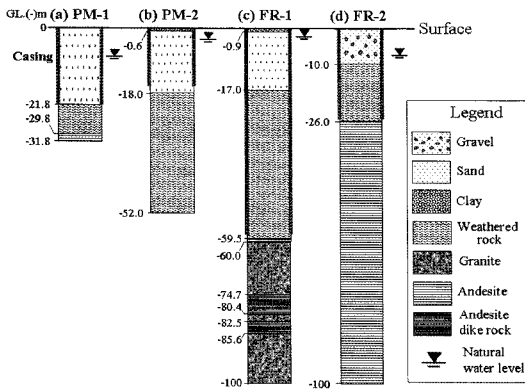 GL.(-)m (a) PM-1 (b) PM-2 (c) FR-1 (d) FR-2
0
Surface
Casing
-21.8
-29.8
-31.8
-0.6
-18.0
-52.0
-0.9
-17.0
-59.5
-60.0
-74.7
-80.4
-82.5
-85.6
-100
-10.0
-26.0
-100
Legend
Gravel
Sand
Clay
Weathered
rock
Granite
Andesite
Andesite
dike rock
Natural
water level